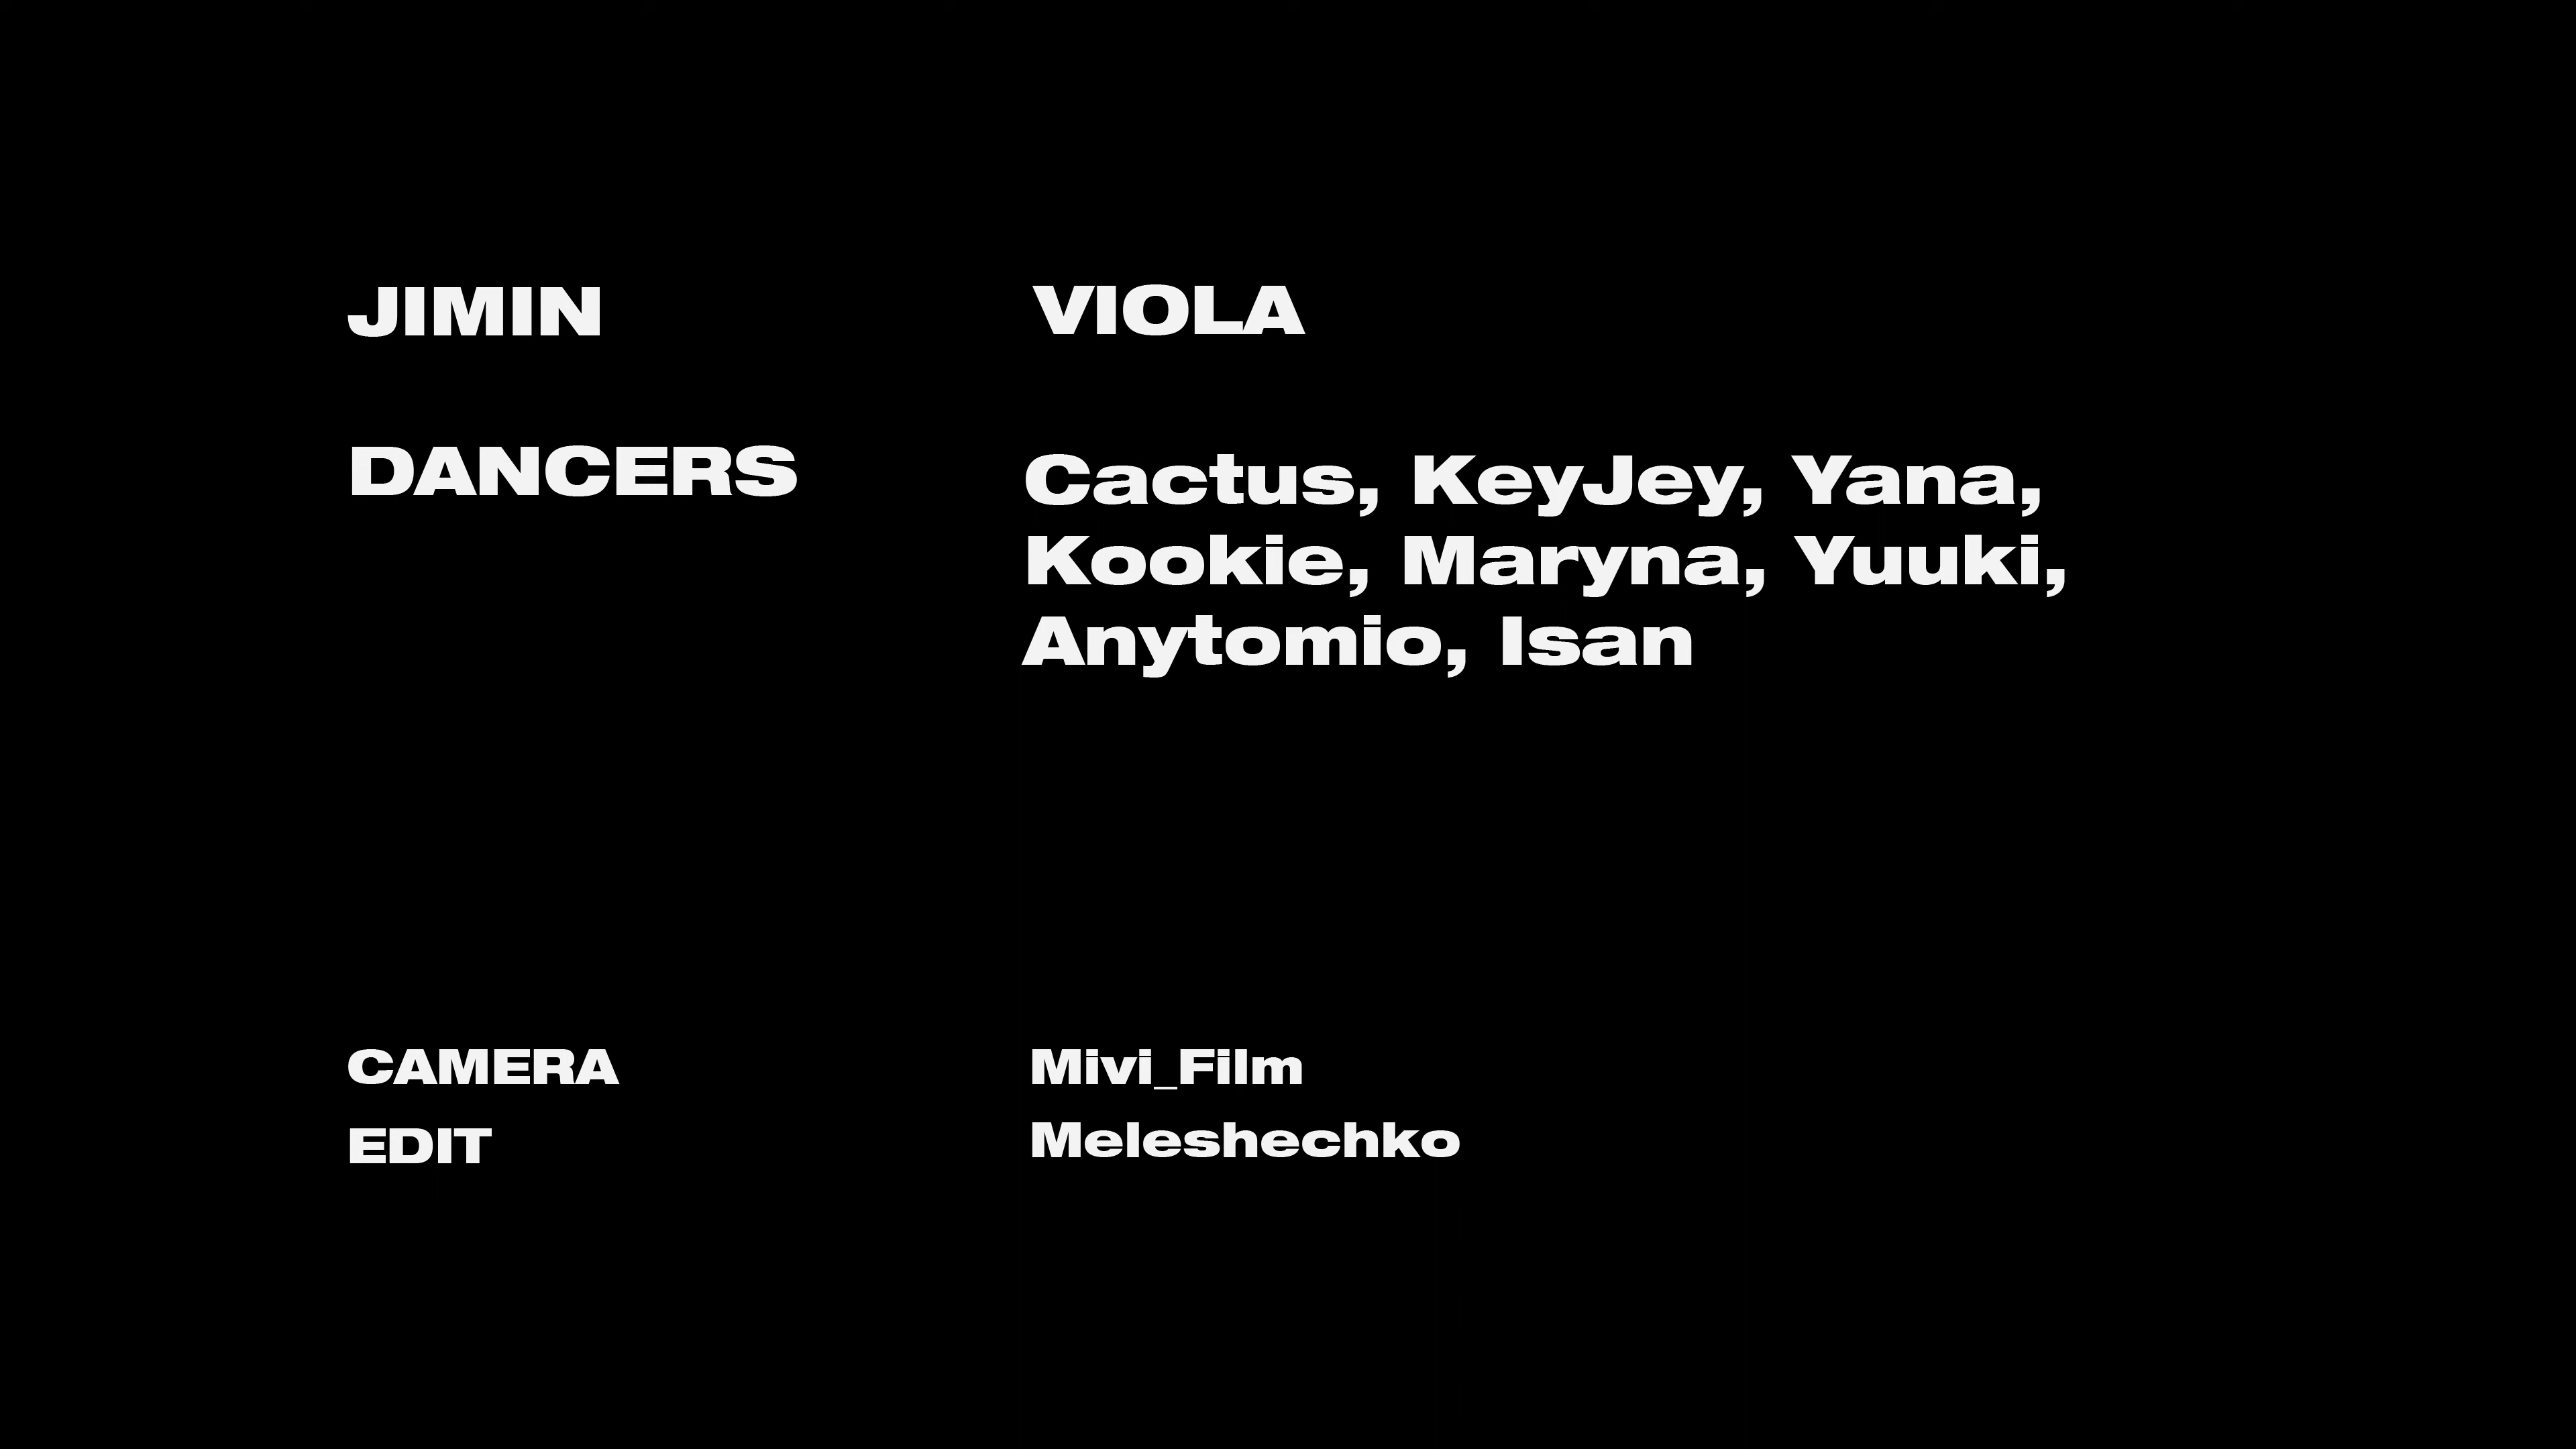 JIMIN VIOLA
DANCERS Cactus, KeyJey, Yana,
Kookie, Maryna, Yuuki,
Anytomio, Isan
CAMERA Mivi_Film
EDIT Meleshechko